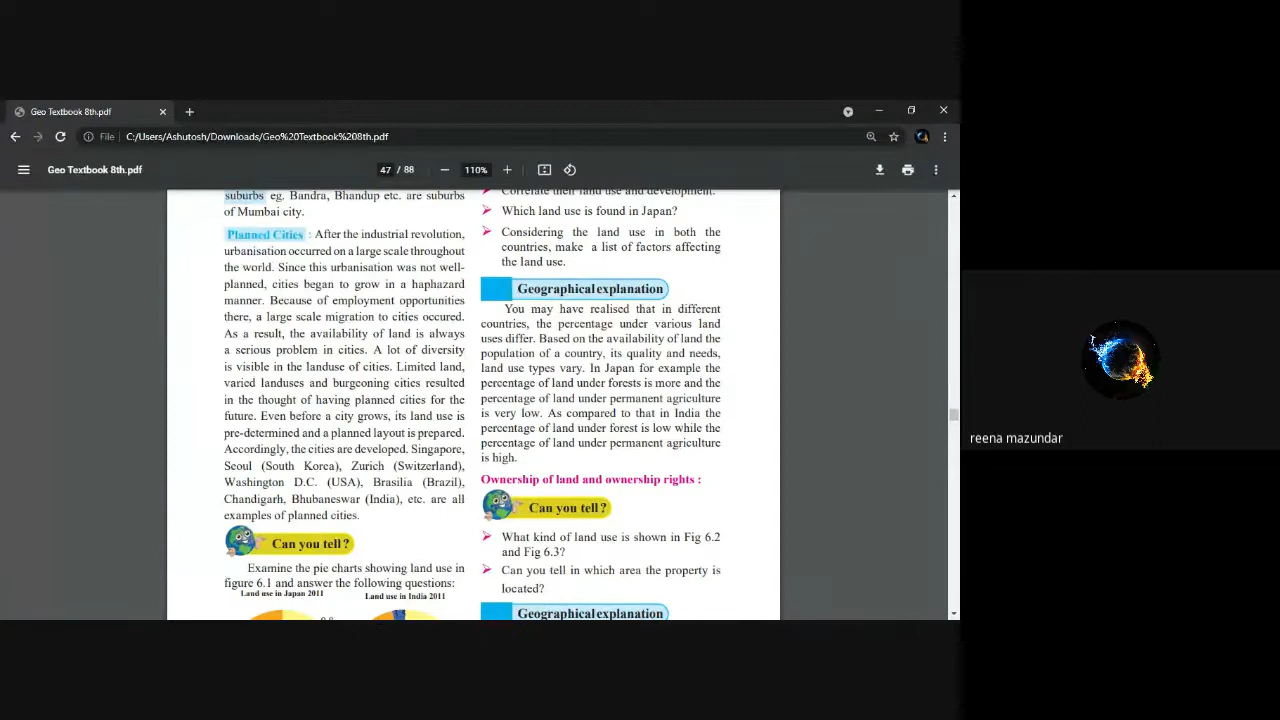 Geo Textbook 8th.pdf
File
C:/Users/Ashutosh/Downloads/Geo%20Textbook%208th.pdf
Geo Textbook 8th.pdf
47 / 88
110%
suburbs eg. Bandra, Bhandup etc. are suburbs
of Mumbai city.
Planned Cities : After the industrial revolution,
urbanisation occurred on a large scale throughout
the world. Since this urbanisation was not well-
planned, cities began to grow in a haphazard
manner. Because of employment opportunities
there, a large scale migration to cities occured.
As a result, the availability of land is always
a serious problem in cities. A lot of diversity
is visible in the landuse of cities. Limited land,
varied landuses and burgeoning cities resulted
in the thought of having planned cities for the
future. Even before a city grows, its land use is
pre-determined and a planned layout is prepared.
Accordingly, the cities are developed. Singapore,
Seoul (South Korea), Zurich (Switzerland),
Washington D.C. (USA), Brasilia (Brazil),
Chandigarh, Bhubaneswar (India), etc. are all
examples of planned cities.
Can you tell ?
Examine the pie charts showing land use in
figure 6.1 and answer the following questions:
Land use in Japan 2011
Land use in India 2011
0.8
Correlate their land use and development.
Which land use is found in Japan?
Considering the land use in both the
countries, make a list of factors affecting
the land use.
Geographical explanation
You may have realised that in different
countries, the percentage under various land
uses differ. Based on the availability of land the
population of a country, its quality and needs,
land use types vary. In Japan for example the
percentage of land under forests is more and the
percentage of land under permanent agriculture
is very low. As compared to that in India the
percentage of land under forest is low while the
percentage of land under permanent agriculture
is high.
Ownership of land and ownership rights :
Can you tell ?
What kind of land use is shown in Fig 6.2
and Fig 6.3?
Can you tell in which area the property is
located?
Geographical explanation
reena mazundar